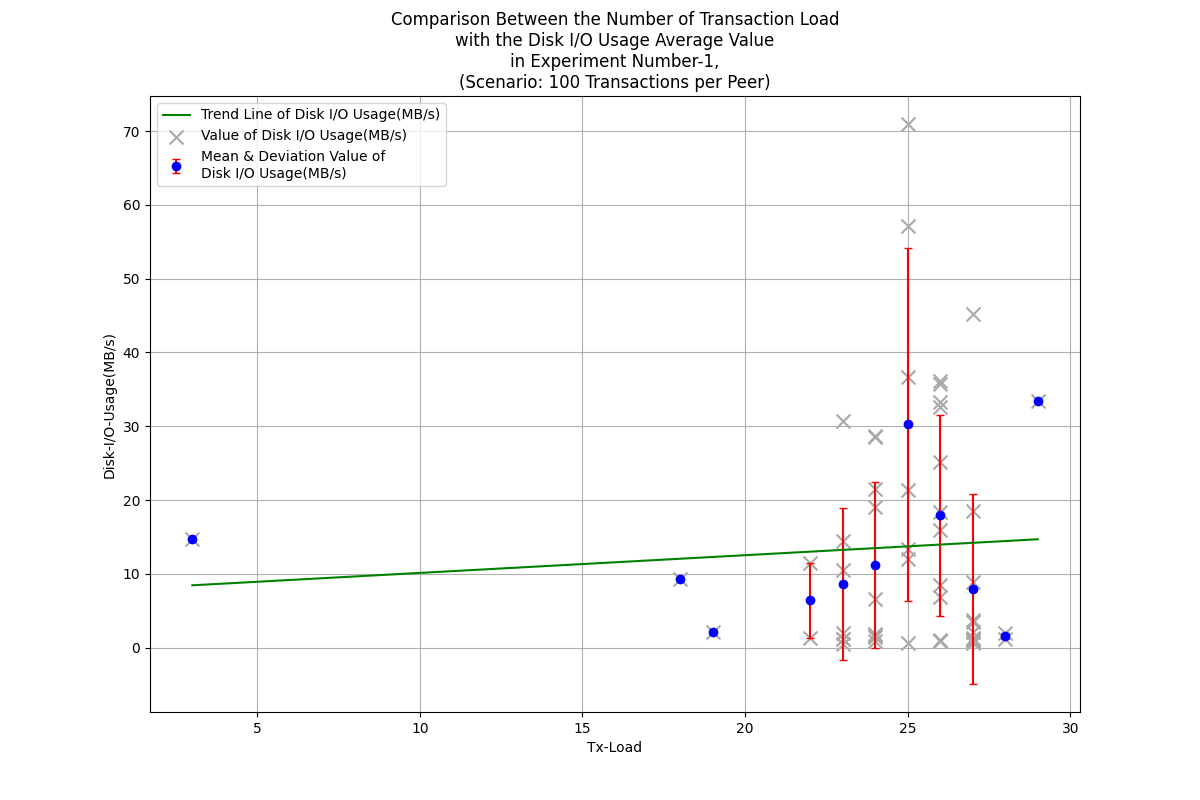 Comparison Between the Number of Transaction Load
with the Disk I/O Usage Average Value
in Experiment Number-1,
(Scenario: 100 Transactions per Peer)
Trend Line of Disk I/O Usage(MB/s)
Value of Disk I/O Usage(MB/s)
Mean & Deviation Value of
Disk I/O Usage(MB/s)
70
60
50
40
30
20
10
0
Disk-I/O-Usage(MB/s)
5
10
15
20
25
30
Tx-Load